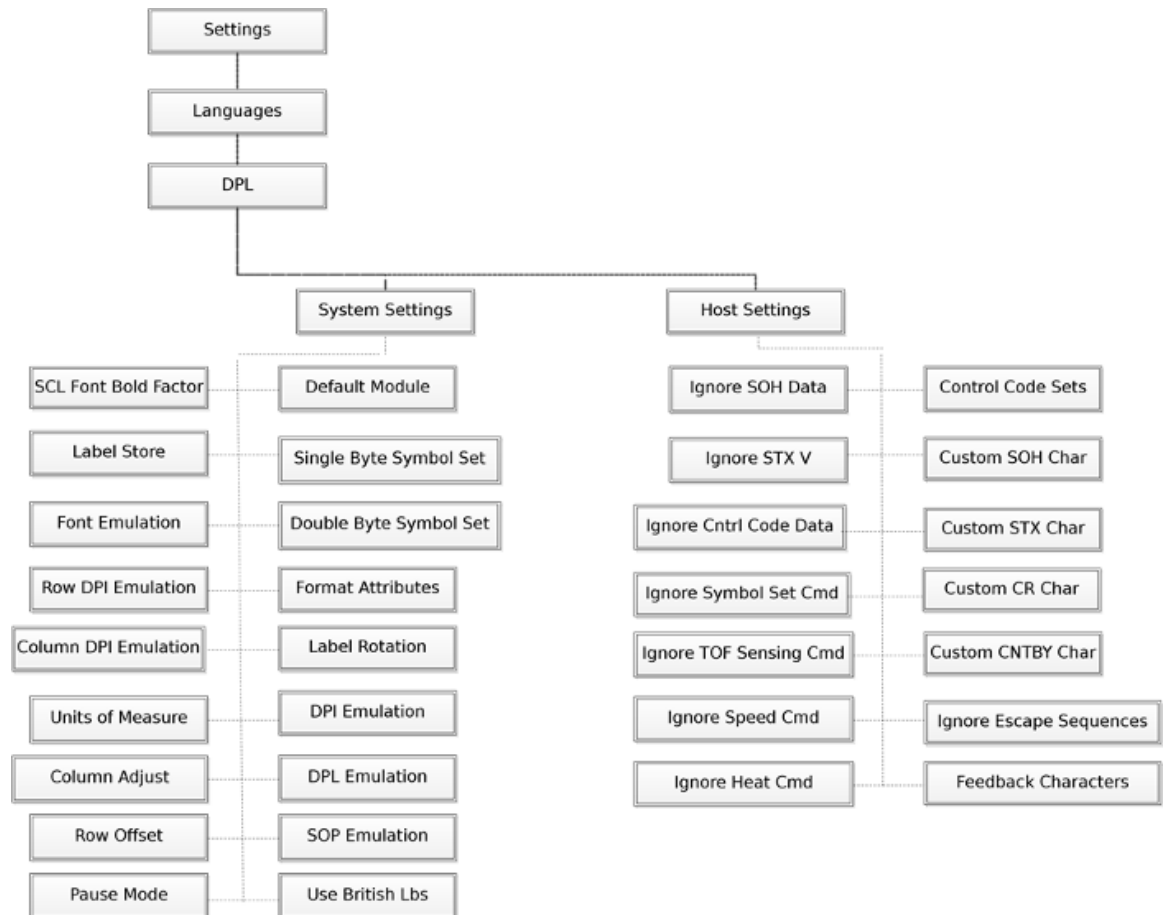 Settings
Languages
DPL
System Settings
Host Settings
SCL Font Bold Factor
Default Module
Ignore SOH Data
Control Code Sets
Label Store
Single Byte Symbol Set
Ignore STX V
Custom SOH Char
Font Emulation
Double Byte Symbol Set
Ignore Cntrl Code Data
Custom STX Char
Row DPI Emulation
Format Attributes
Ignore Symbol Set Cmd
Custom CR Char
Column DPI Emulation
Label Rotation
Ignore TOF Sensing Cmd
Custom CNTBY Char
Units of Measure
DPI Emulation
Ignore Speed Cmd
Ignore Escape Sequences
Column Adjust
DPL Emulation
Ignore Heat Cmd
Feedback Characters
Row Offset
SOP Emulation
Pause Mode
Use British Lbs